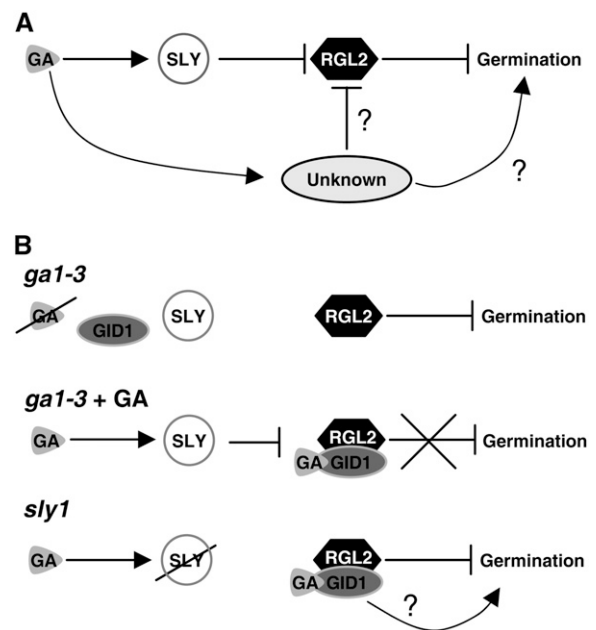 A
GA SLY RGL2 Germination
?
Unknown
?
B
ga1-3
GA GID1 SLY RGL2 Germination
ga1-3 + GA
GA SLY RGL2 Germination
GA GID1
sly1
GA SLY RGL2 Germination
GA GID1
?